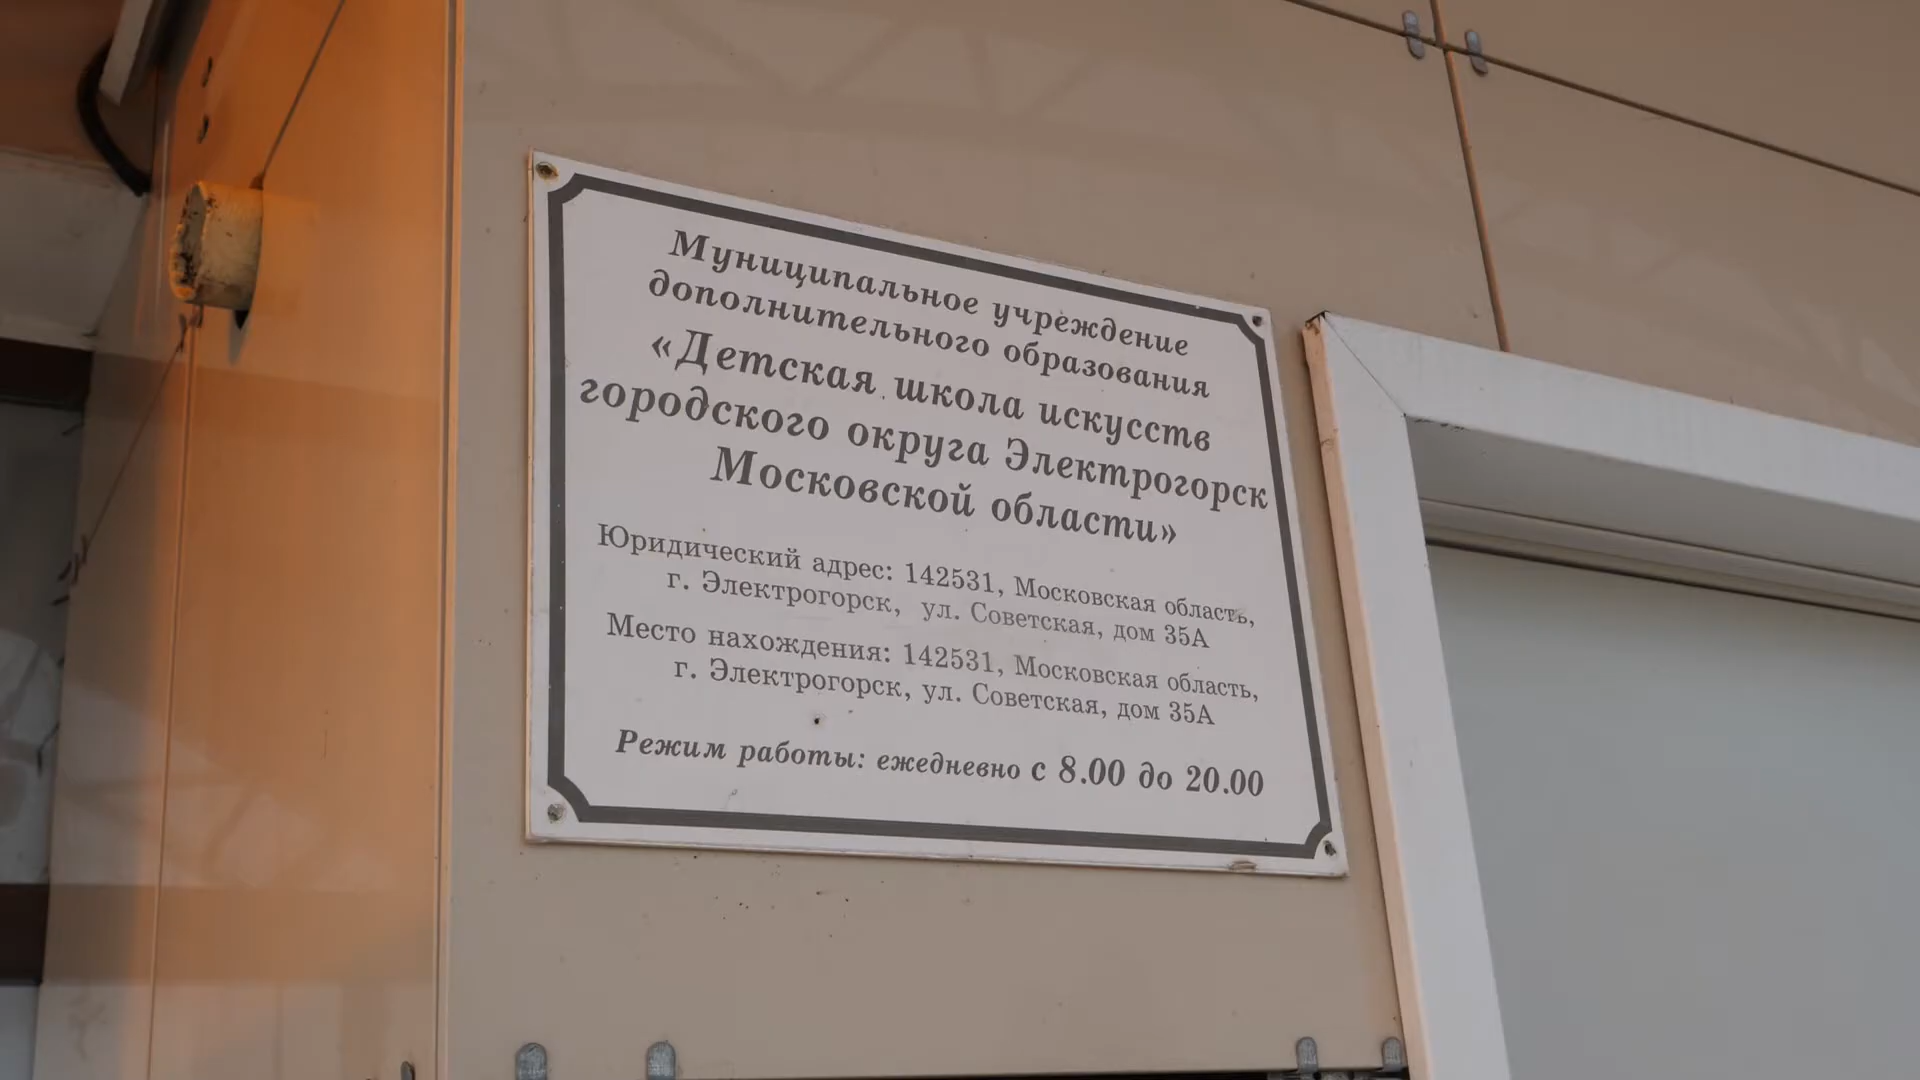 Муниципальное учреждение
дополнительного образования
«Детская школа искусств
городского округа Электрогорск
Московской области»
Юридический адрес: 142531, Московская область,
г. Электрогорск, ул. Советская, дом 35А
Место нахождения: 142531, Московская область,
г. Электрогорск, ул. Советская, дом 35А
Режим работы: ежедневно с 8.00 до 20.00